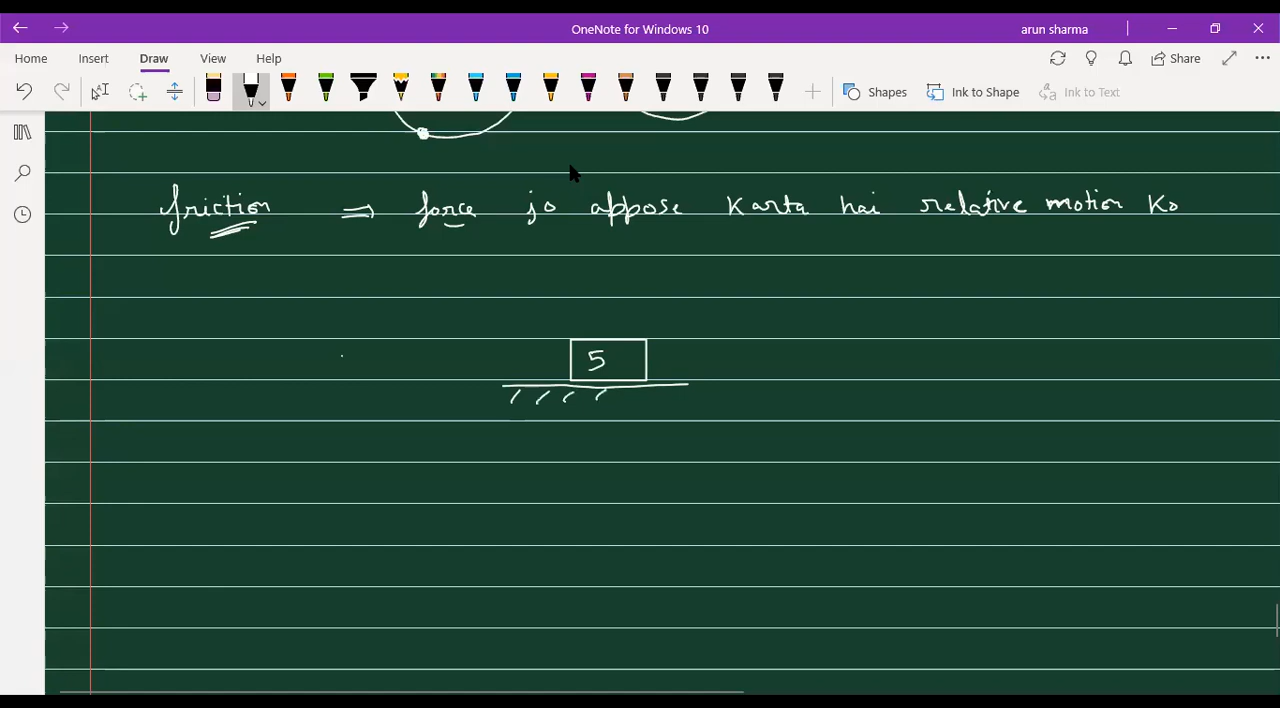 OneNote for Windows 10
arun sharma
Home Insert Draw View Help
Share
Shapes Ink to Shape Ink to Text
friction ⇒ force jo appose Karta hai relative motion Ko
5